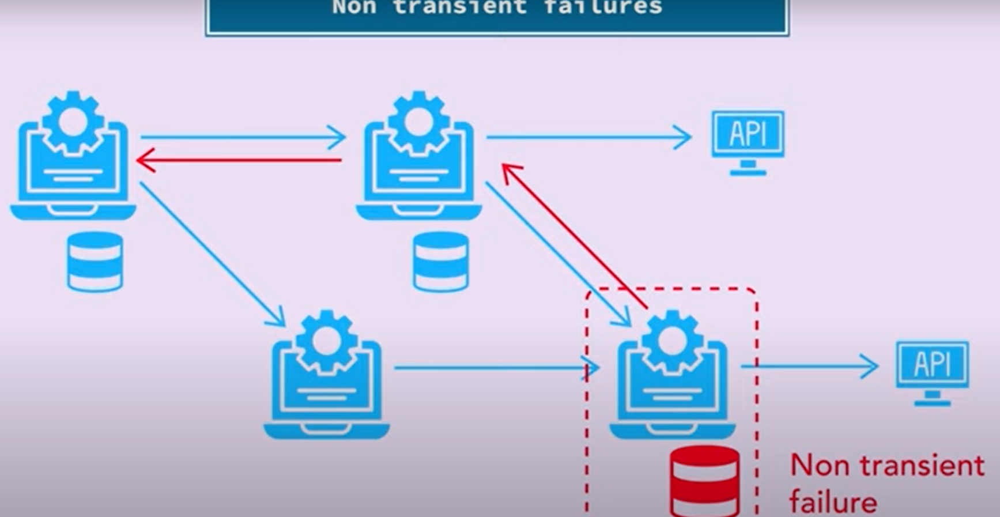 Non transient failures
API
API
Non transient
failure